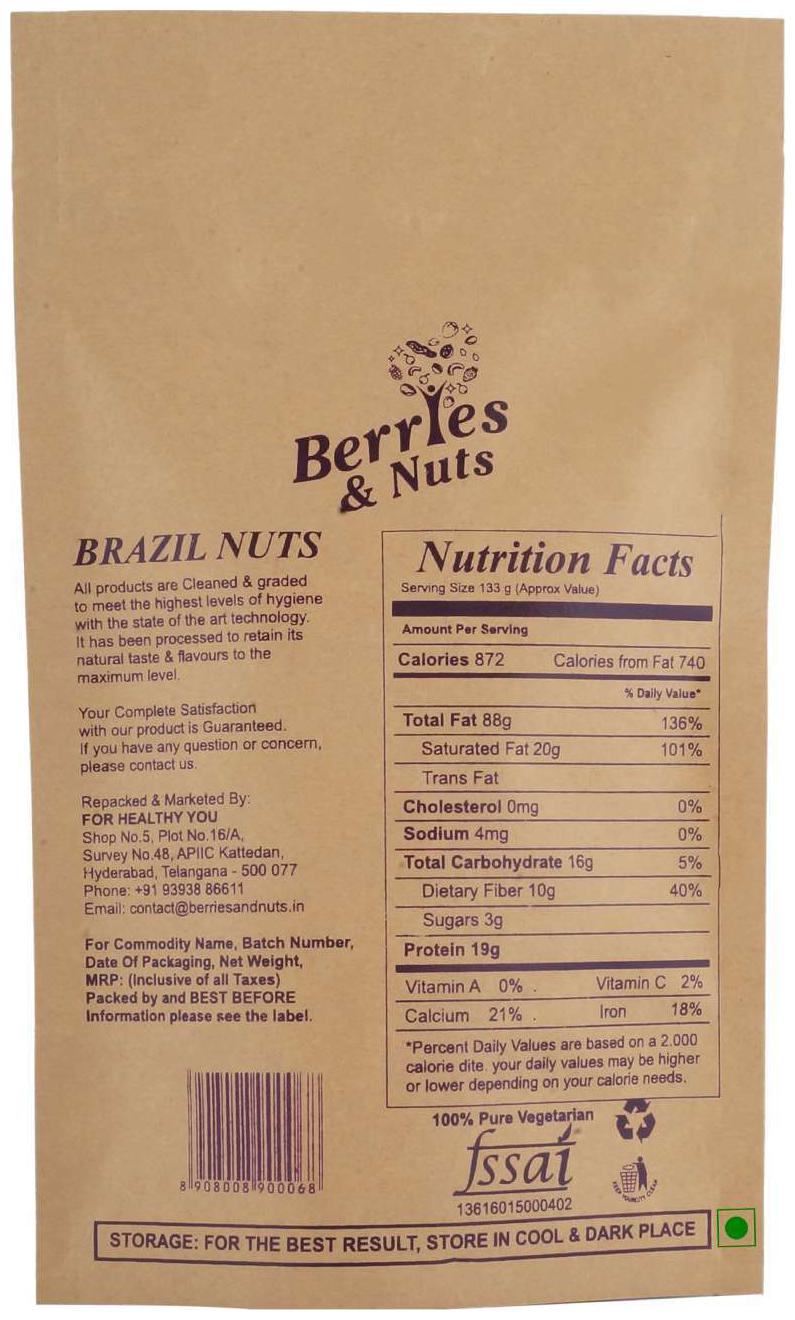 Berries
& Nuts
BRAZIL NUTS
All products are Cleaned & graded
to meet the highest levels of hygiene
with the state of the art technology.
It has been processed to retain its
natural taste & flavours to the
maximum level.
Your Complete Satisfaction
with our product is Guaranteed.
If you have any question or concern,
please contact us.
Repacked & Marketed By:
FOR HEALTHY YOU
Shop No.5, Plot No.16/A,
Survey No.48, APIIC Kattedan,
Hyderabad, Telangana - 500 077
Phone: +91 93938 86611
Email: contact@berriesandnuts.in
For Commodity Name, Batch Number,
Date Of Packaging, Net Weight,
MRP: (Inclusive of all Taxes)
Packed by and BEST BEFORE
Information please see the label.
8 908008 900068
Nutrition Facts
Serving Size 133 g (Approx Value)
Amount Per Serving
Calories 872 Calories from Fat 740
% Daily Value*
Total Fat 88g 136%
Saturated Fat 20g 101%
Trans Fat
Cholesterol 0mg 0%
Sodium 4mg 0%
Total Carbohydrate 16g 5%
Dietary Fiber 10g 40%
Sugars 3g
Protein 19g
Vitamin A 0% . Vitamin C 2%
Calcium 21% . Iron 18%
*Percent Daily Values are based on a 2.000
calorie dite. your daily values may be higher
or lower depending on your calorie needs.
100% Pure Vegetarian
fssai
13616015000402
STORAGE: FOR THE BEST RESULT, STORE IN COOL & DARK PLACE